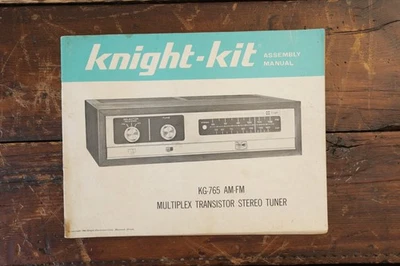 knight-kit®
ASSEMBLY
MANUAL
KG-765 AM-FM
MULTIPLEX TRANSISTOR STEREO TUNER